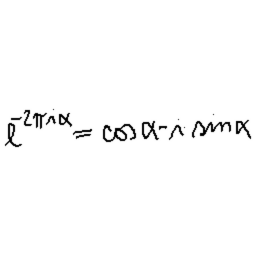 e^{-2πiα} = cos α - i sin α